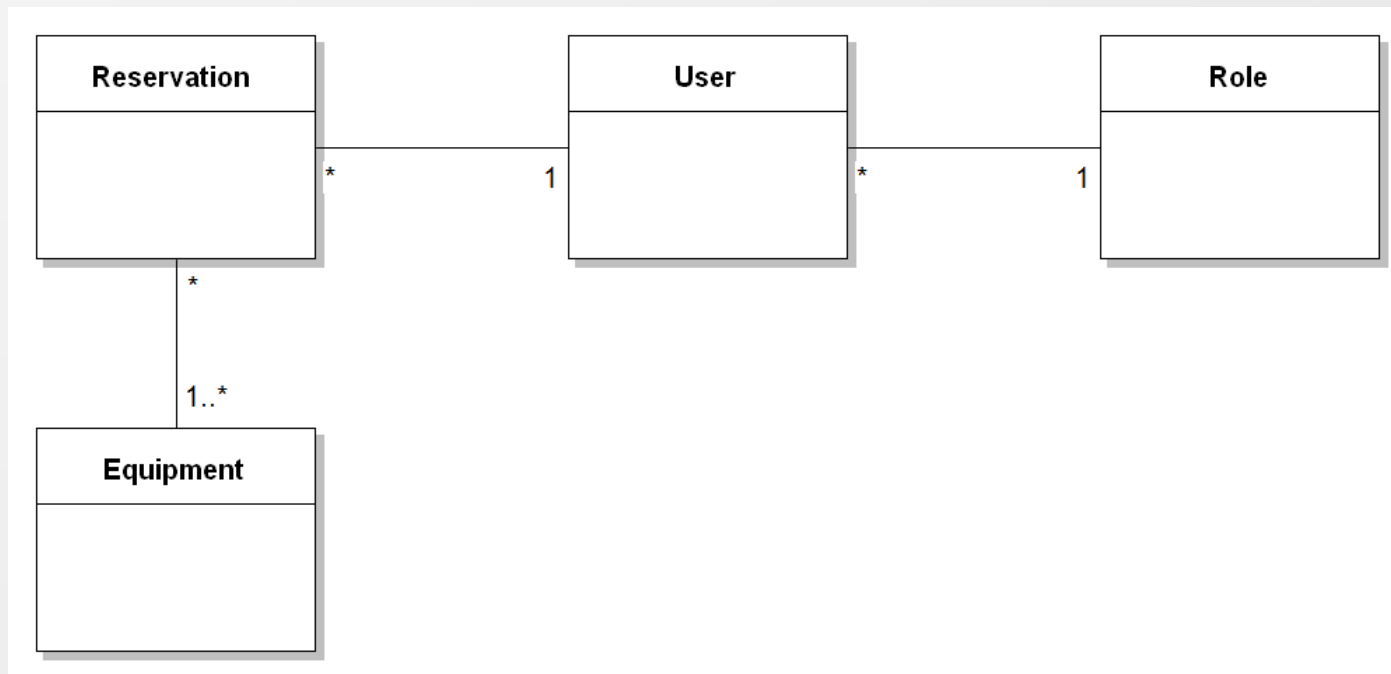 Reservation
User
Role
* 1
* 1
*
1..*
Equipment